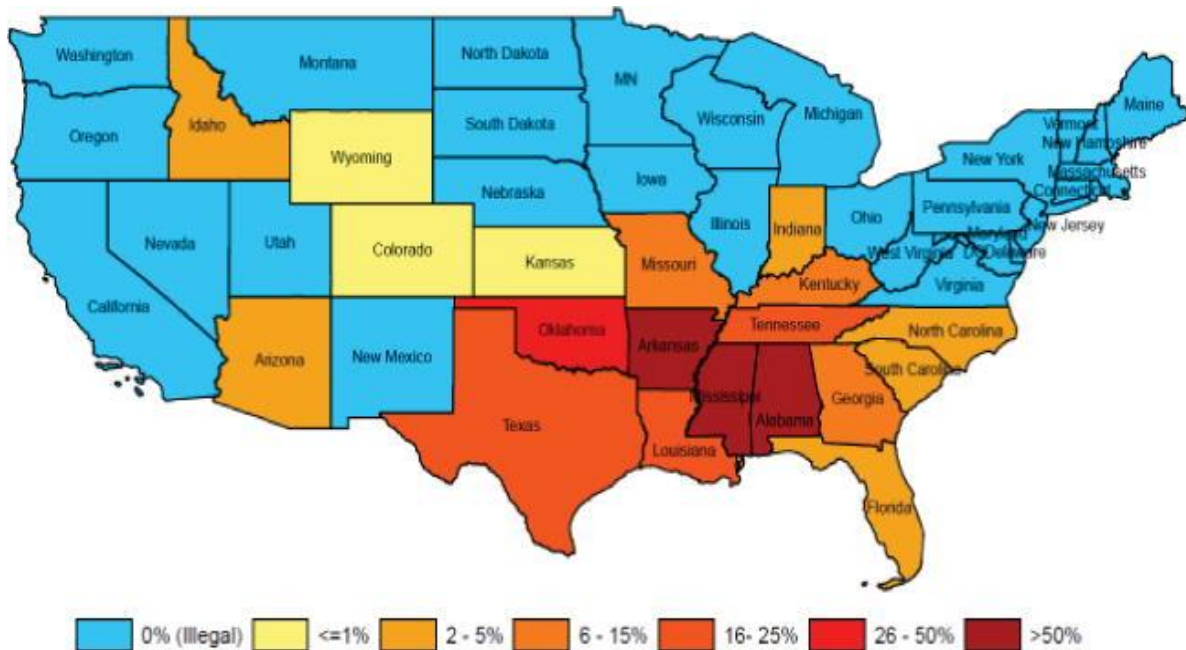 Washington
Montana
North Dakota
MN
Maine
Oregon
Idaho
South Dakota
Wisconsin
Michigan
Vermont
New Hampshire
Wyoming
New York
Massachusetts
Iowa
Connecticut
Nebraska
Pennsylvania
Nevada
Utah
Colorado
Kansas
Illinois
Indiana
Ohio
New Jersey
Maryland
West Virginia
DC
Delaware
California
Missouri
Kentucky
Virginia
Oklahoma
Tennessee
North Carolina
Arizona
New Mexico
Arkansas
South Carolina
Mississippi
Alabama
Georgia
Texas
Louisiana
Florida
0% (Illegal) <=1% 2 - 5% 6 - 15% 16- 25% 26 - 50% >50%